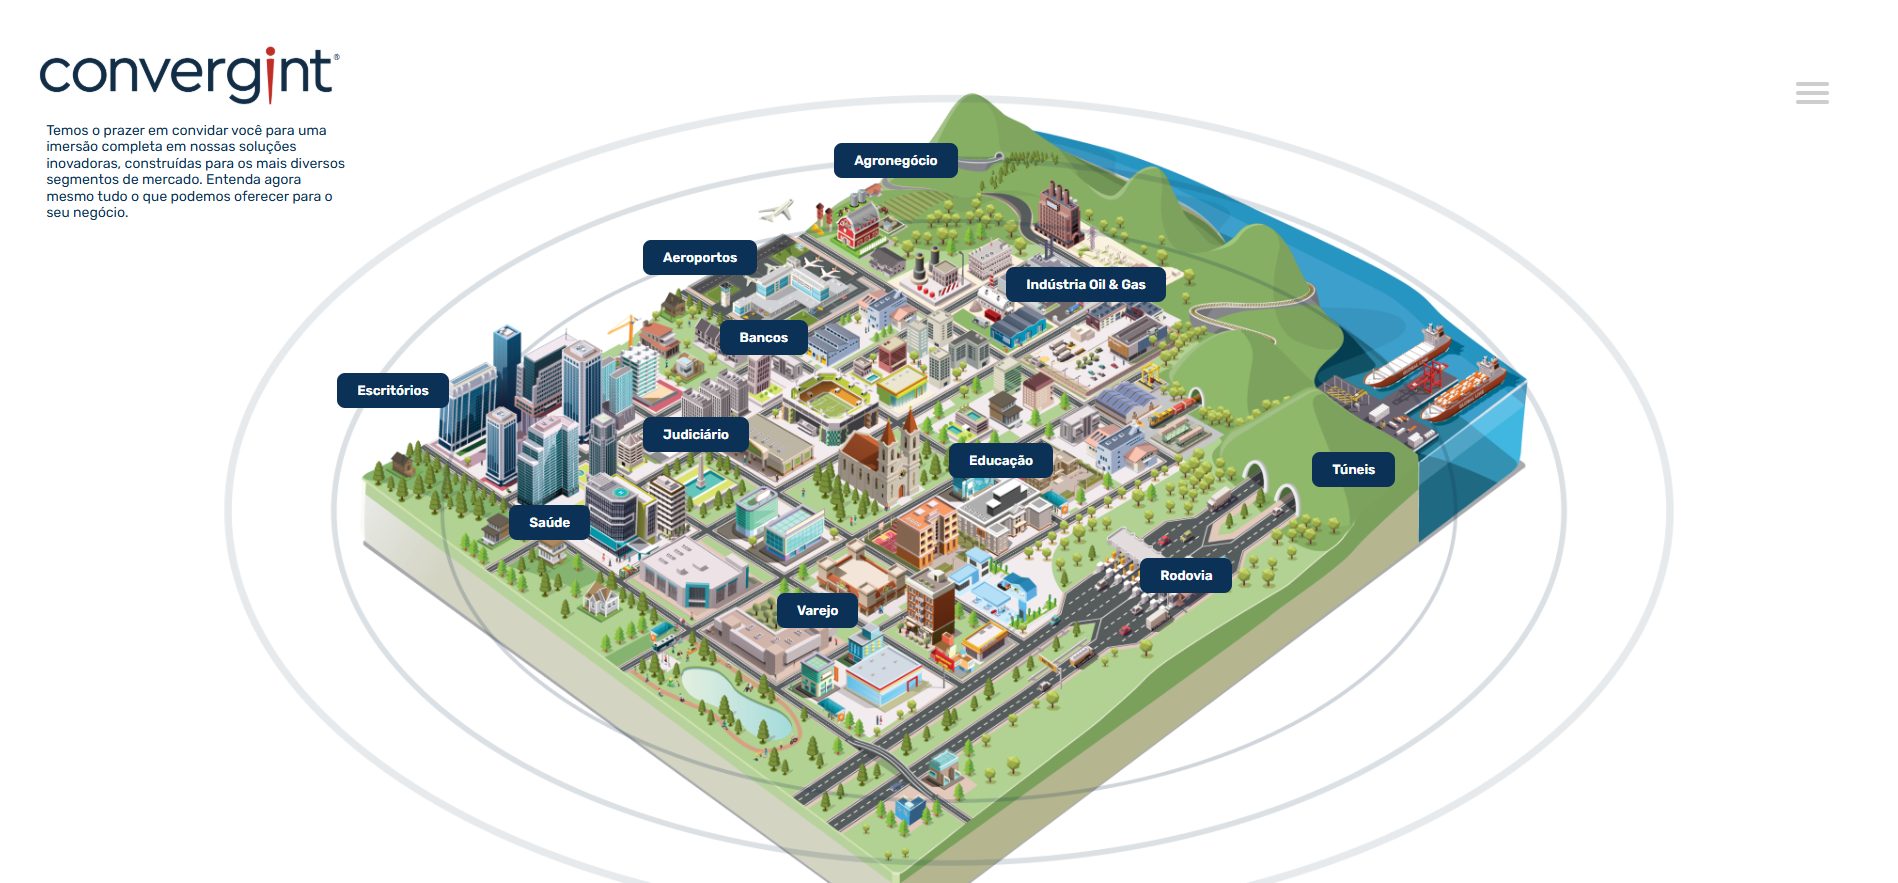 convergint®
Temos o prazer em convidar você para uma
imersão completa em nossas soluções
inovadoras, construídas para os mais diversos
segmentos de mercado. Entenda agora
mesmo tudo o que podemos oferecer para o
seu negócio.
Agronegócio
Aeroportos
Indústria Oil & Gas
Bancos
Escritórios
Judiciário
Educação
Túneis
Saúde
Rodovia
Varejo